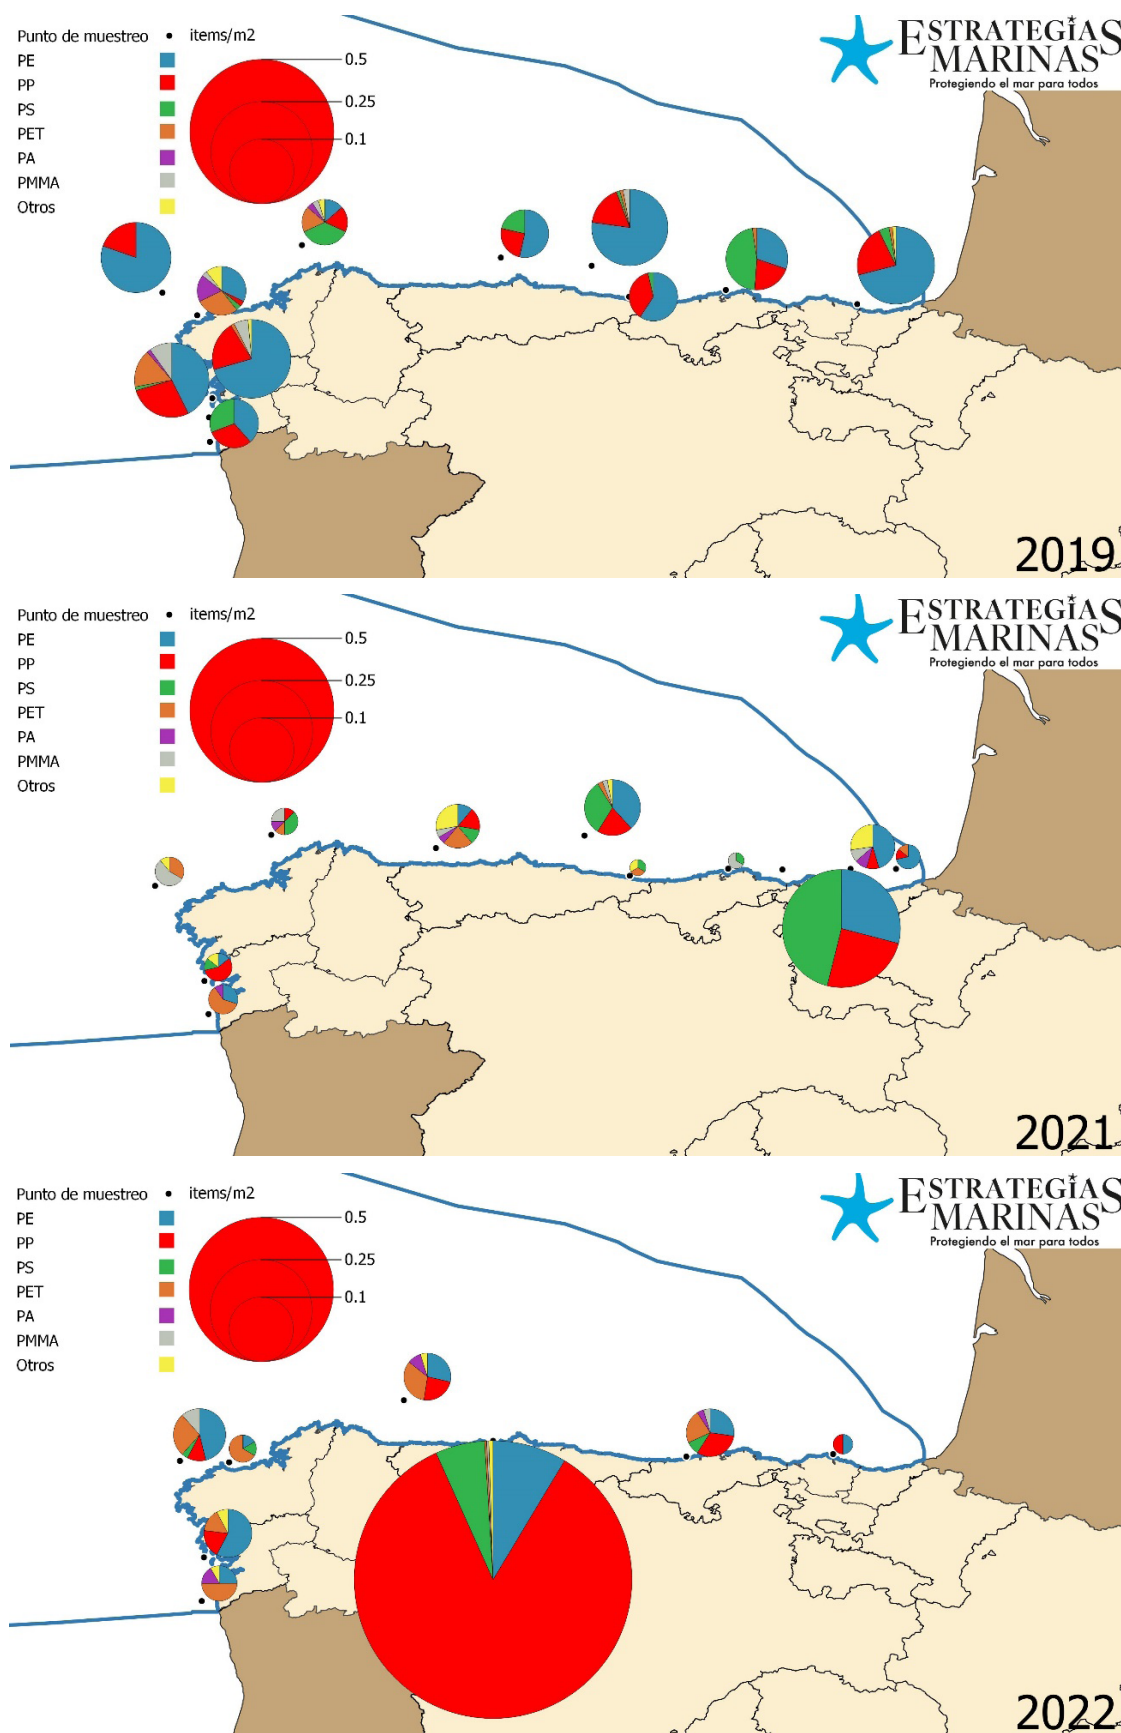 Punto de muestreo items/m2
PE
PP
PS
PET
PA
PMMA
Otros
0.5
0.25
0.1
ESTRATEGIAS
MARINAS
Protegiendo el mar para todos
2019
Punto de muestreo items/m2
PE
PP
PS
PET
PA
PMMA
Otros
0.5
0.25
0.1
ESTRATEGIAS
MARINAS
Protegiendo el mar para todos
2021
Punto de muestreo items/m2
PE
PP
PS
PET
PA
PMMA
Otros
0.5
0.25
0.1
ESTRATEGIAS
MARINAS
Protegiendo el mar para todos
2022